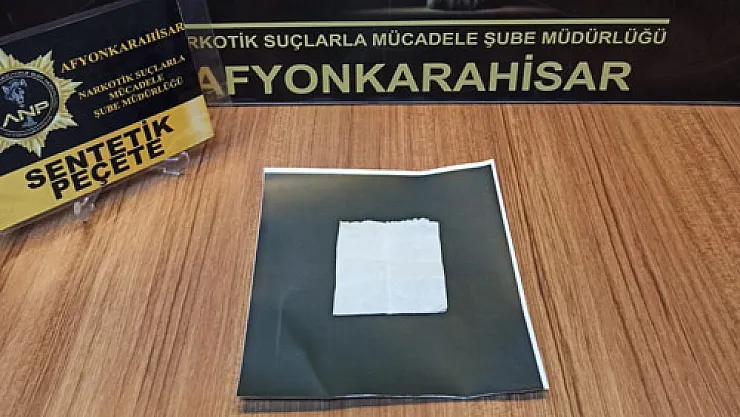 AFYONKARAHİSAR
NARKOTİK SUÇLARLA
MÜCADELE
ŞUBE MÜDÜRLÜĞÜ
ANP
SENTETİK
PEÇETE
NARKOTİK SUÇLARLA MÜCADELE ŞUBE MÜDÜRLÜĞÜ
AFYONKARAHİSAR